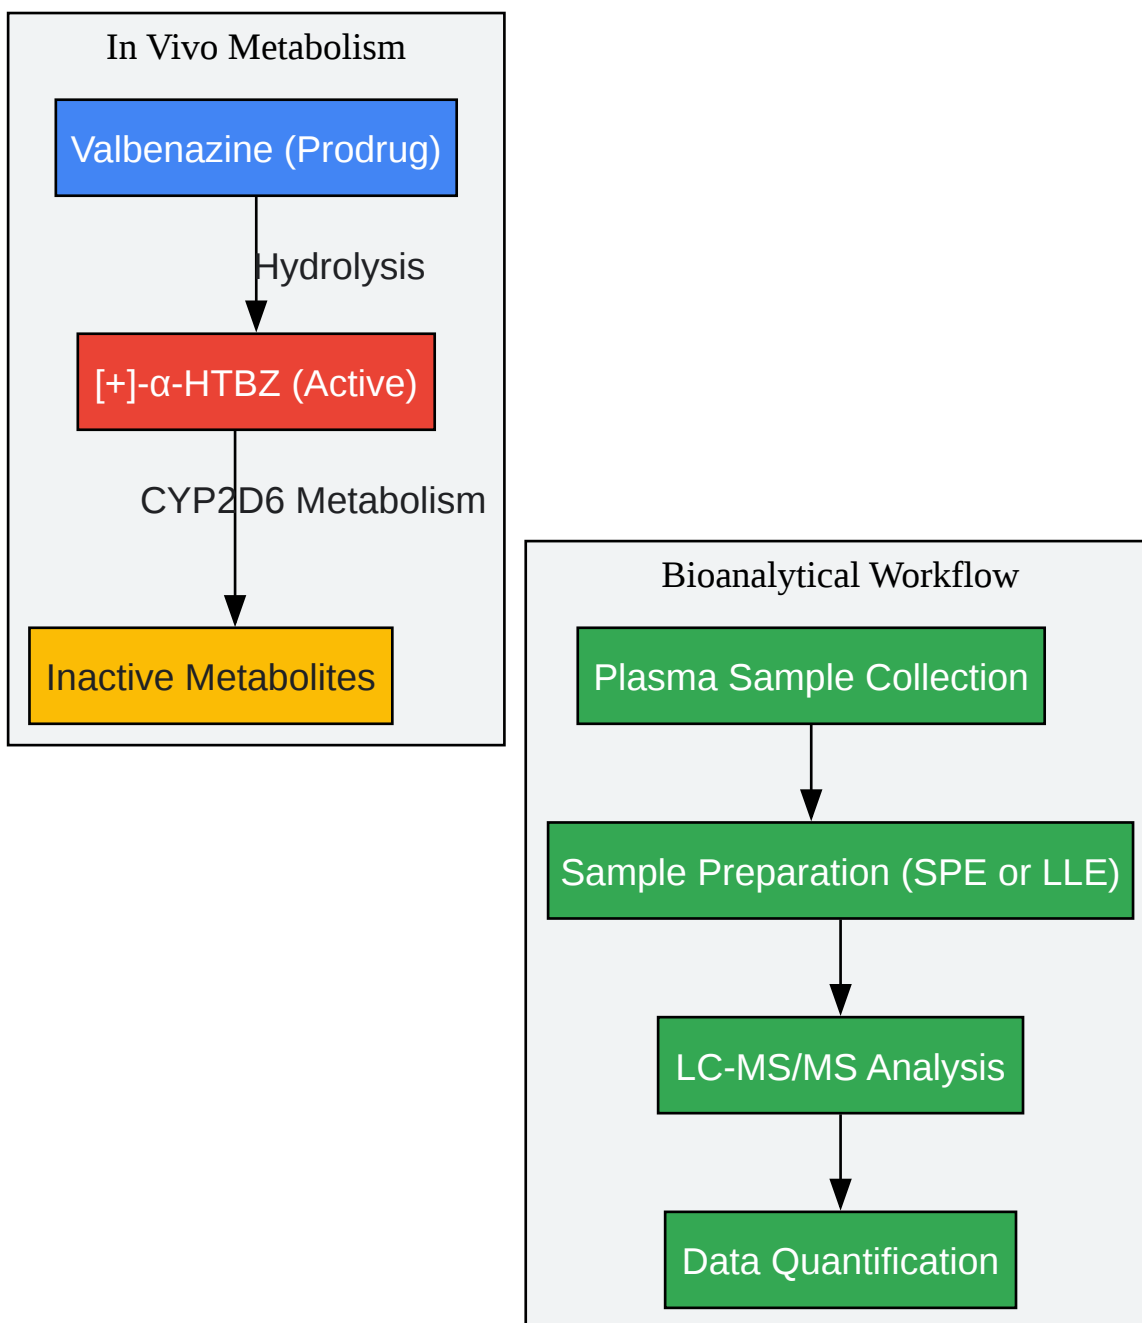 In Vivo Metabolism
Valbenazine (Prodrug)
Hydrolysis
[+]-α-HTBZ (Active)
CYP2D6 Metabolism
Inactive Metabolites
Bioanalytical Workflow
Plasma Sample Collection
Sample Preparation (SPE or LLE)
LC-MS/MS Analysis
Data Quantification